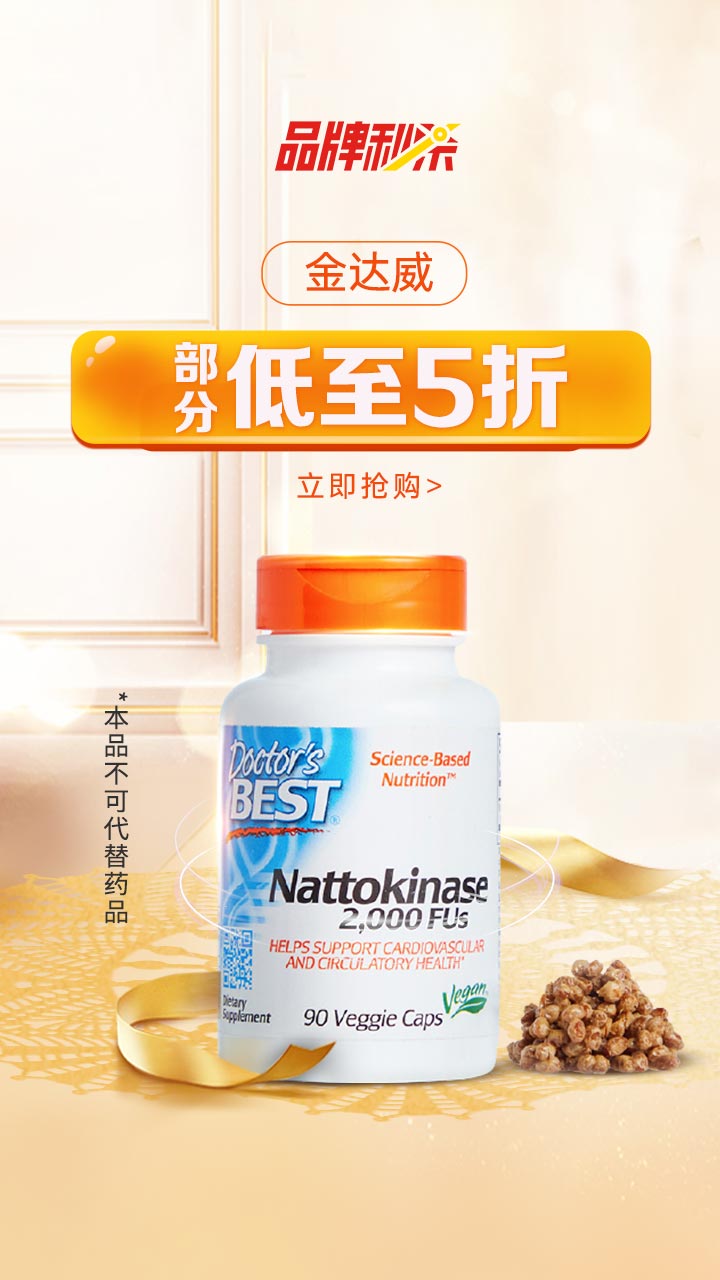 品牌秒杀
金达威
部分低至5折
立即抢购>
*本品不可代替药品
Doctor's
BEST®
Science-Based
Nutrition™
Nattokinase
2,000 FUs
HELPS SUPPORT CARDIOVASCULAR
AND CIRCULATORY HEALTH*
Dietary
Supplement
90 Veggie Caps
Vegan